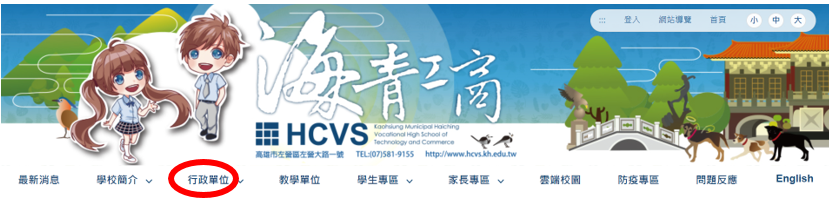 ::: 登入 網站導覽 首頁 小 中 大
海青工商
HCVS
Kaohsiung Municipal Haiching
Vocational High School of
Technology and Commerce
高雄市左營區左營大路一號 TEL:(07)581-9155 http://www.hcvs.kh.edu.tw
最新消息 學校簡介 行政單位 教學單位 學生專區 家長專區 雲端校園 防疫專區 問題反應 English